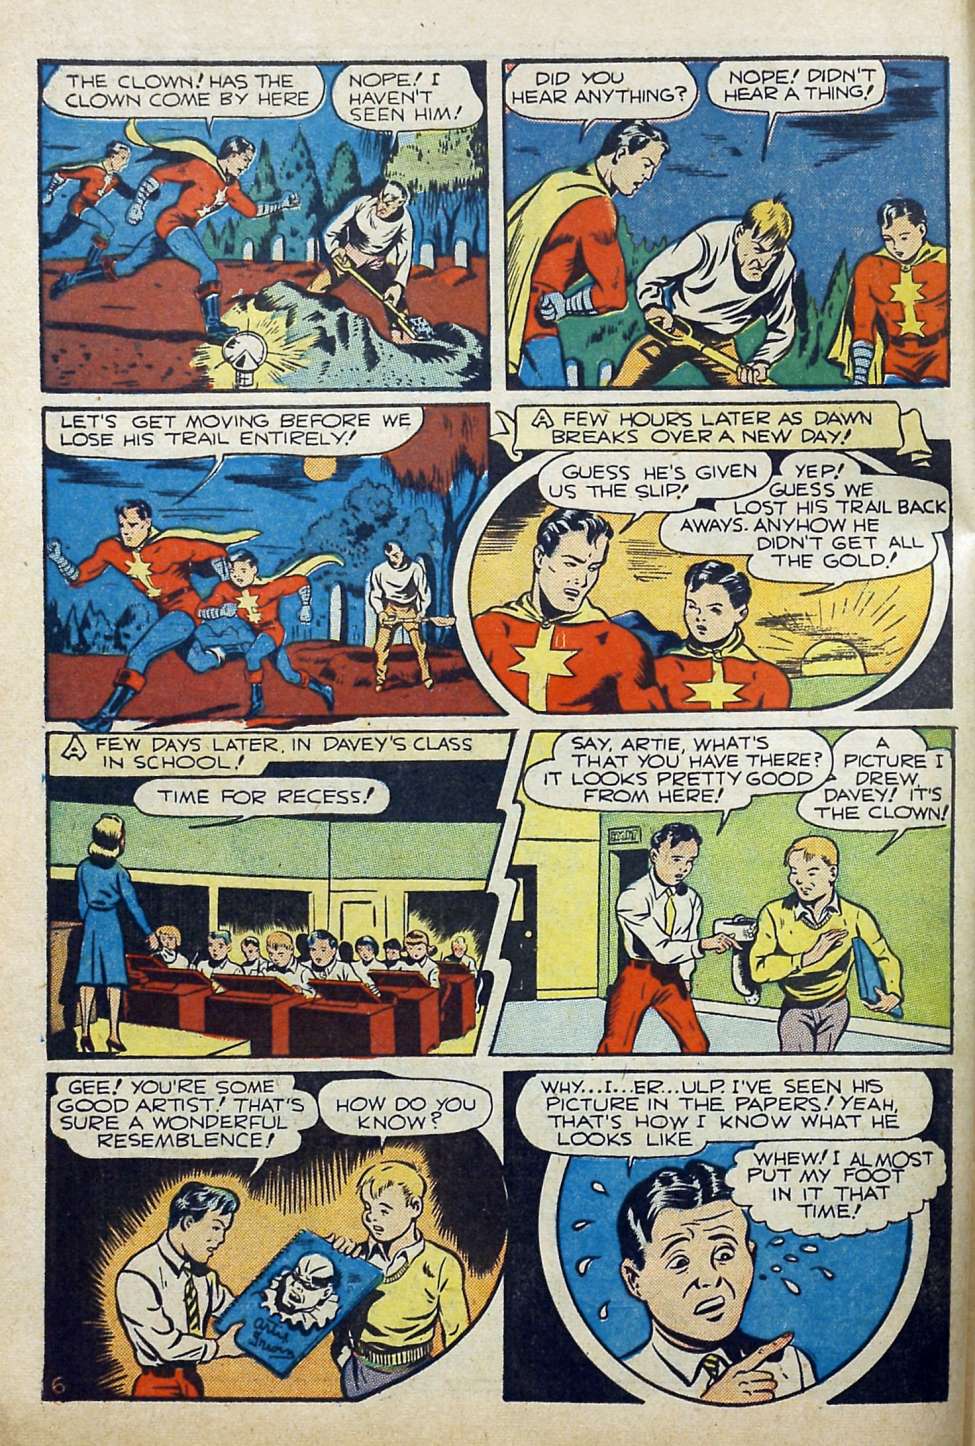 THE CLOWN! HAS THE
CLOWN COME BY HERE
NOPE! I
HAVEN'T
SEEN HIM!
DID YOU
HEAR ANYTHING?
NOPE! DIDN'T
HEAR A THING!
LET'S GET MOVING BEFORE WE
LOSE HIS TRAIL ENTIRELY!
A FEW HOURS LATER AS DAWN
BREAKS OVER A NEW DAY!
GUESS HE'S GIVEN
US THE SLIP!
YEP!
GUESS WE
LOST HIS TRAIL BACK
AWAYS. ANYHOW HE
DIDN'T GET ALL
THE GOLD!
A FEW DAYS LATER, IN DAVEY'S CLASS
IN SCHOOL!
TIME FOR RECESS!
SAY, ARTIE, WHAT'S
THAT YOU HAVE THERE?
IT LOOKS PRETTY GOOD
FROM HERE!
A
PICTURE I
DREW,
DAVEY! IT'S
THE CLOWN!
EXIT
GEE! YOU'RE SOME
GOOD ARTIST! THAT'S
SURE A WONDERFUL
RESEMBLENCE!
HOW DO YOU
KNOW?
Artie
WHY...I...ER...ULP. I'VE SEEN HIS
PICTURE IN THE PAPERS! YEAH,
THAT'S HOW I KNOW WHAT HE
LOOKS LIKE
WHEW! I ALMOST
PUT MY FOOT
IN IT THAT
TIME!
6